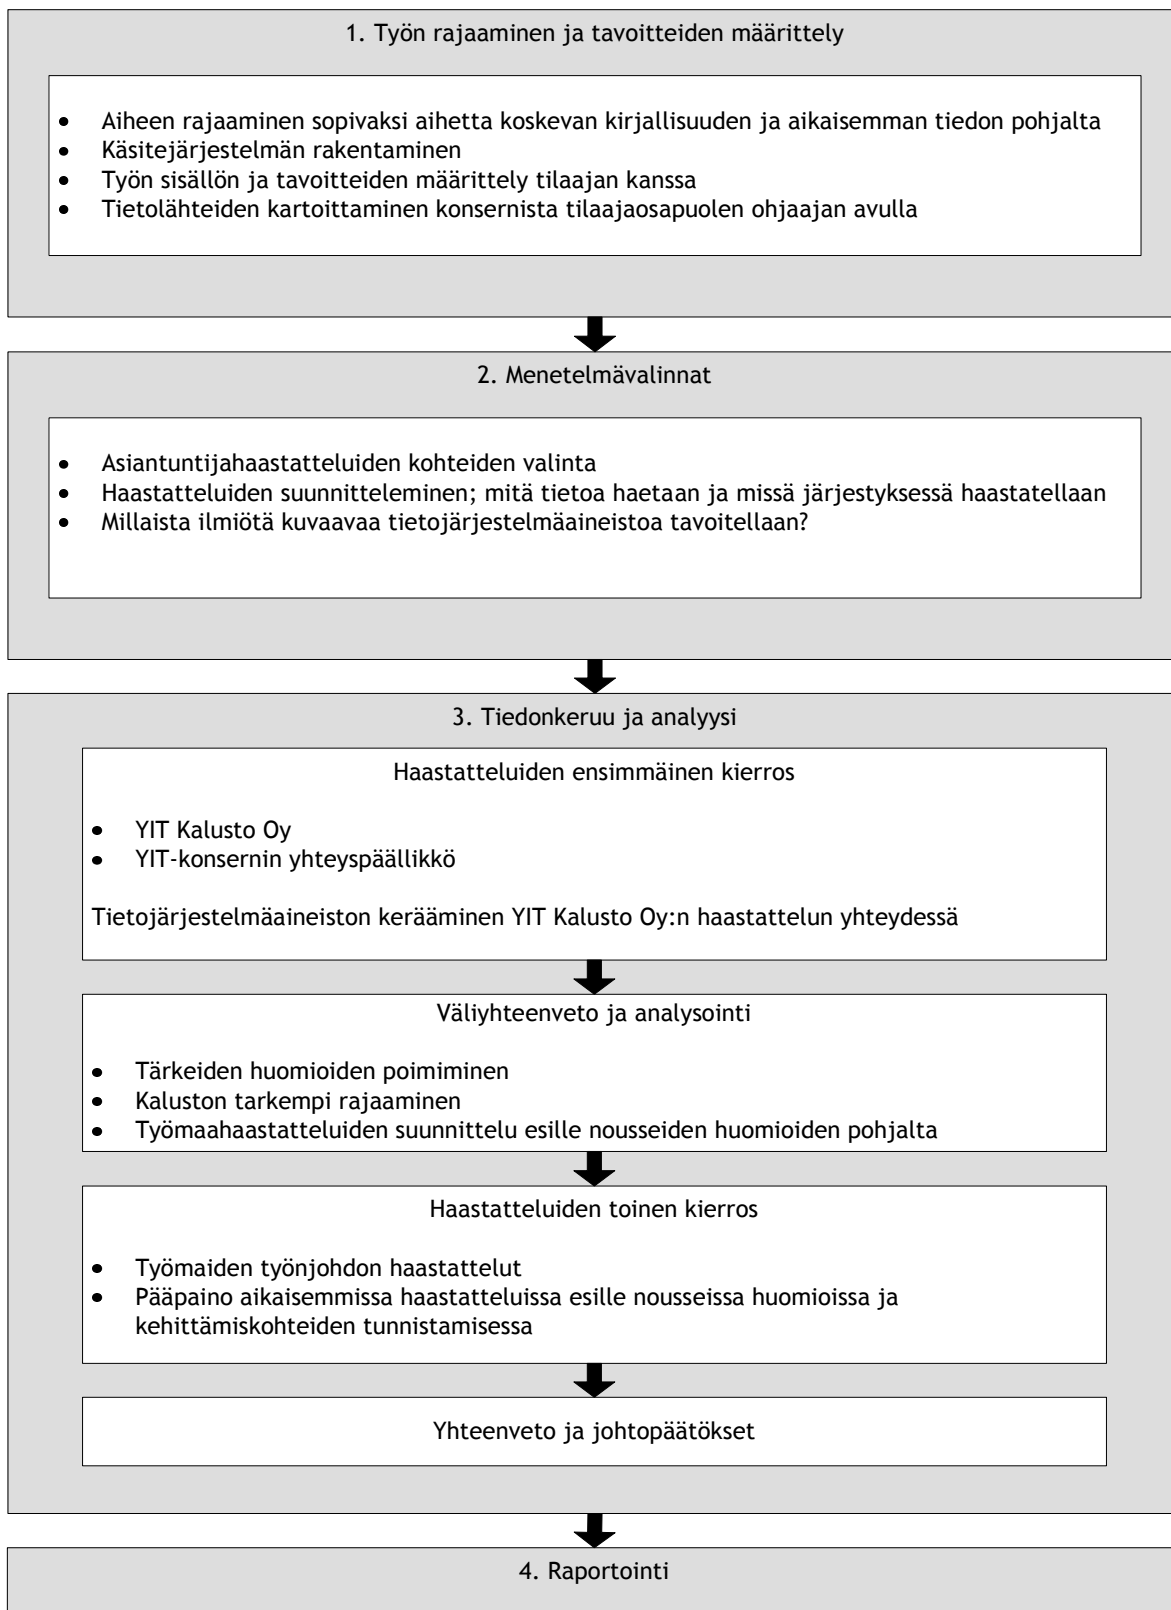 1. Työn rajaaminen ja tavoitteiden määrittely
• Aiheen rajaaminen sopivaksi aihetta koskevan kirjallisuuden ja aikaisemman tiedon pohjalta
• Käsitejärjestelmän rakentaminen
• Työn sisällön ja tavoitteiden määrittely tilaajan kanssa
• Tietolähteiden kartoittaminen konsernista tilaajaosapuolen ohjaajan avulla
2. Menetelmävalinnat
• Asiantuntijahaastatteluiden kohteiden valinta
• Haastatteluiden suunnitteleminen; mitä tietoa haetaan ja missä järjestyksessä haastatellaan
• Millaista ilmiötä kuvaavaa tietojärjestelmäaineistoa tavoitellaan?
3. Tiedonkeruu ja analyysi
Haastatteluiden ensimmäinen kierros
• YIT Kalusto Oy
• YIT-konsernin yhteyspäällikkö
Tietojärjestelmäaineiston kerääminen YIT Kalusto Oy:n haastattelun yhteydessä
Väliyhteenveto ja analysointi
• Tärkeiden huomioiden poimiminen
• Kaluston tarkempi rajaaminen
• Työmaahaastatteluiden suunnittelu esille nousseiden huomioiden pohjalta
Haastatteluiden toinen kierros
• Työmaiden työnjohdon haastattelut
• Pääpaino aikaisemmissa haastatteluissa esille nousseissa huomioissa ja
kehittämiskohteiden tunnistamisessa
Yhteenveto ja johtopäätökset
4. Raportointi